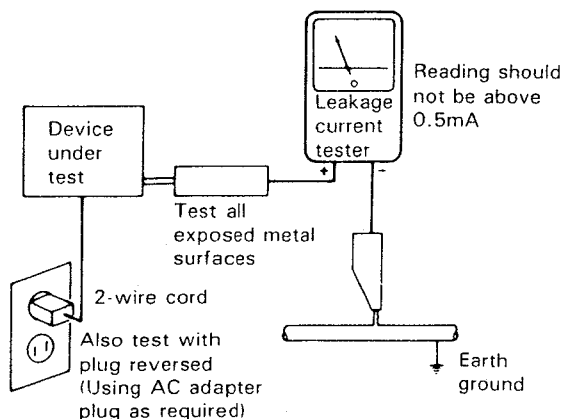 Device
under
test
Leakage
current
tester
+ -
Reading should
not be above
0.5mA
Test all
exposed metal
surfaces
2-wire cord
Also test with
plug reversed
(Using AC adapter
plug as required)
Earth
ground